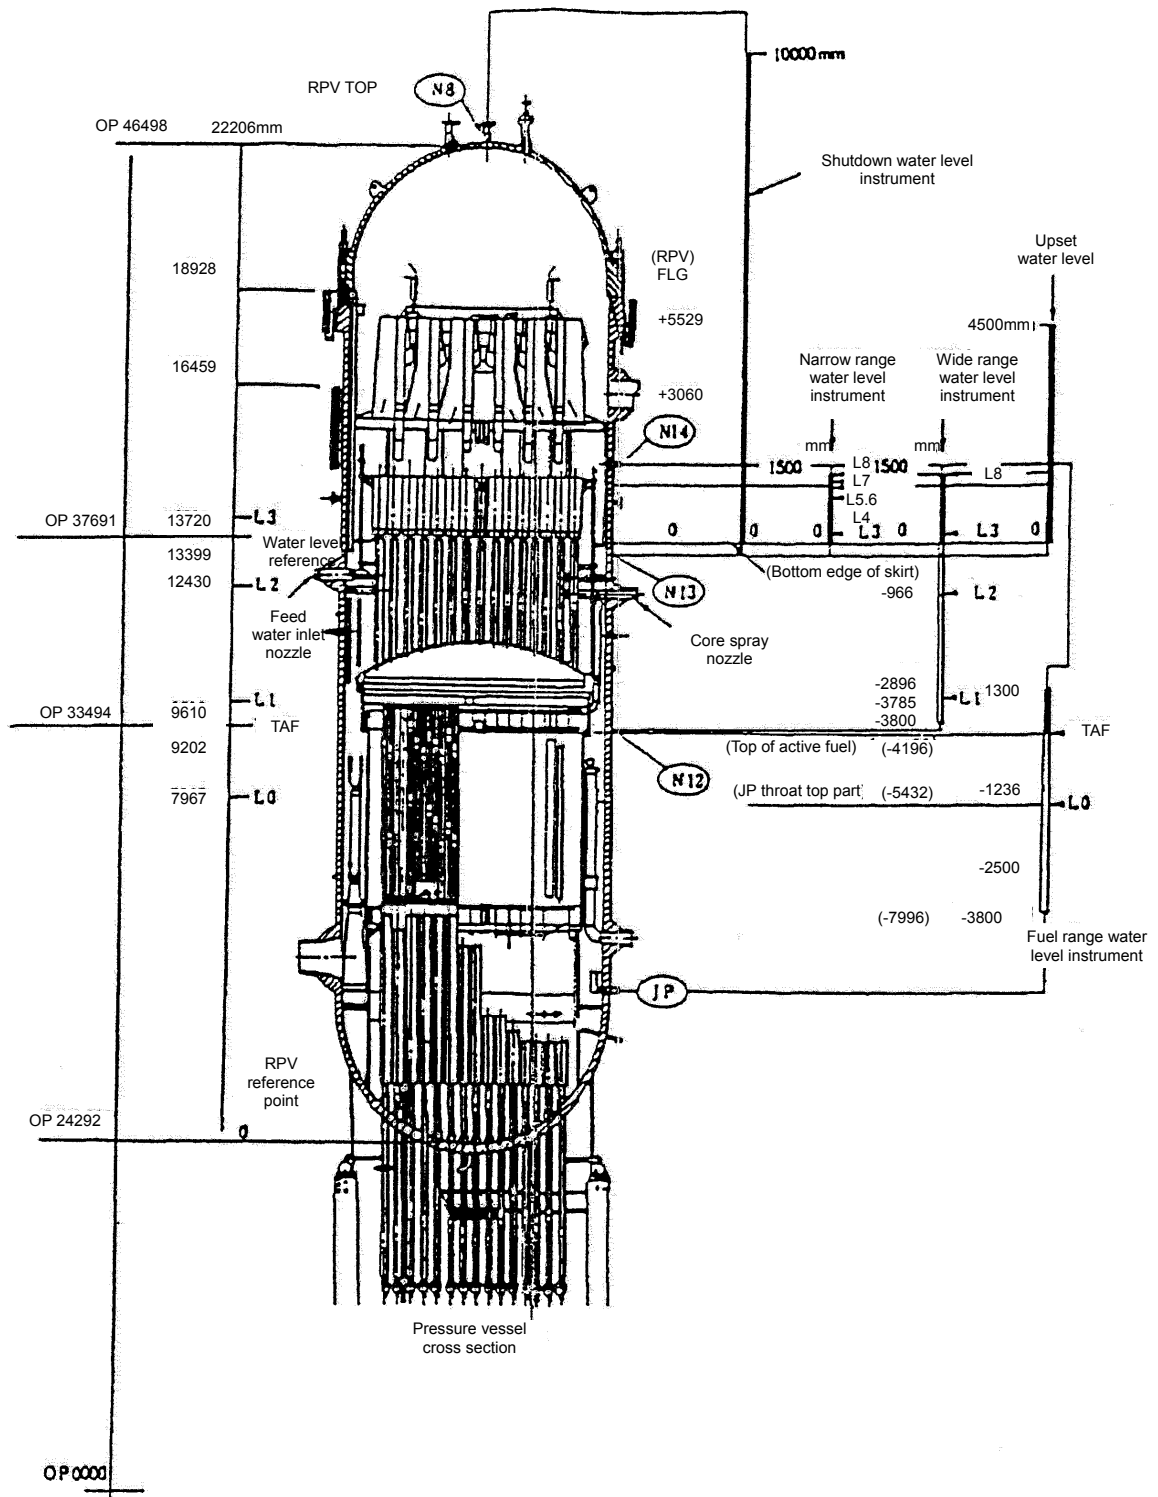 10000mm
RPV TOP
N8
OP 46498
22206mm
Shutdown water level
instrument
Upset
water level
18928
(RPV)
FLG
+5529
4500mm
16459
Narrow range
water level
instrument
Wide range
water level
instrument
+3060
N14
mm
mm
1500
L8
1500
L8
L7
L5.6
L4
OP 37691
13720
L3
0
0
0
L3
0
L3
0
Water level
reference
13399
(Bottom edge of skirt)
12430
L2
N13
-966
L2
Feed
water inlet
nozzle
Core spray
nozzle
-2896
L1
1300
-3785
-3800
L1
OP 33494
9610
TAF
TAF
9202
(Top of active fuel)
(-4196)
N12
7967
L0
(JP throat top part)
(-5432)
-1236
L0
-2500
(-7996)
-3800
Fuel range water
level instrument
JP
RPV
reference
point
OP 24292
0
Pressure vessel
cross section
OP 0000